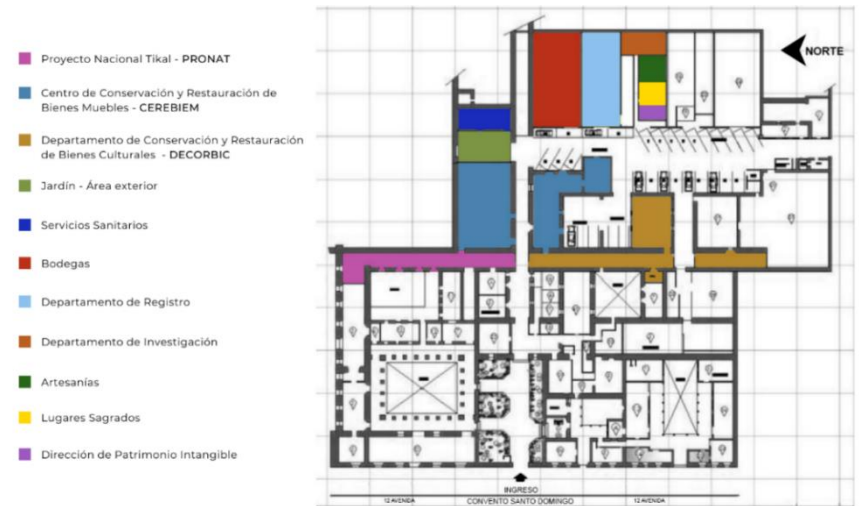 Proyecto Nacional Tikal - PRONAT
Centro de Conservación y Restauración de
Bienes Muebles - CEREBIEM
Departamento de Conservación y Restauración
de Bienes Culturales - DECORBIC
Jardín - Área exterior
Servicios Sanitarios
Bodegas
Departamento de Registro
Departamento de Investigación
Artesanías
Lugares Sagrados
Dirección de Patrimonio Intangible
NORTE
INGRESO
12 AVENIDA
CONVENTO SANTO DOMINGO
12 AVENIDA